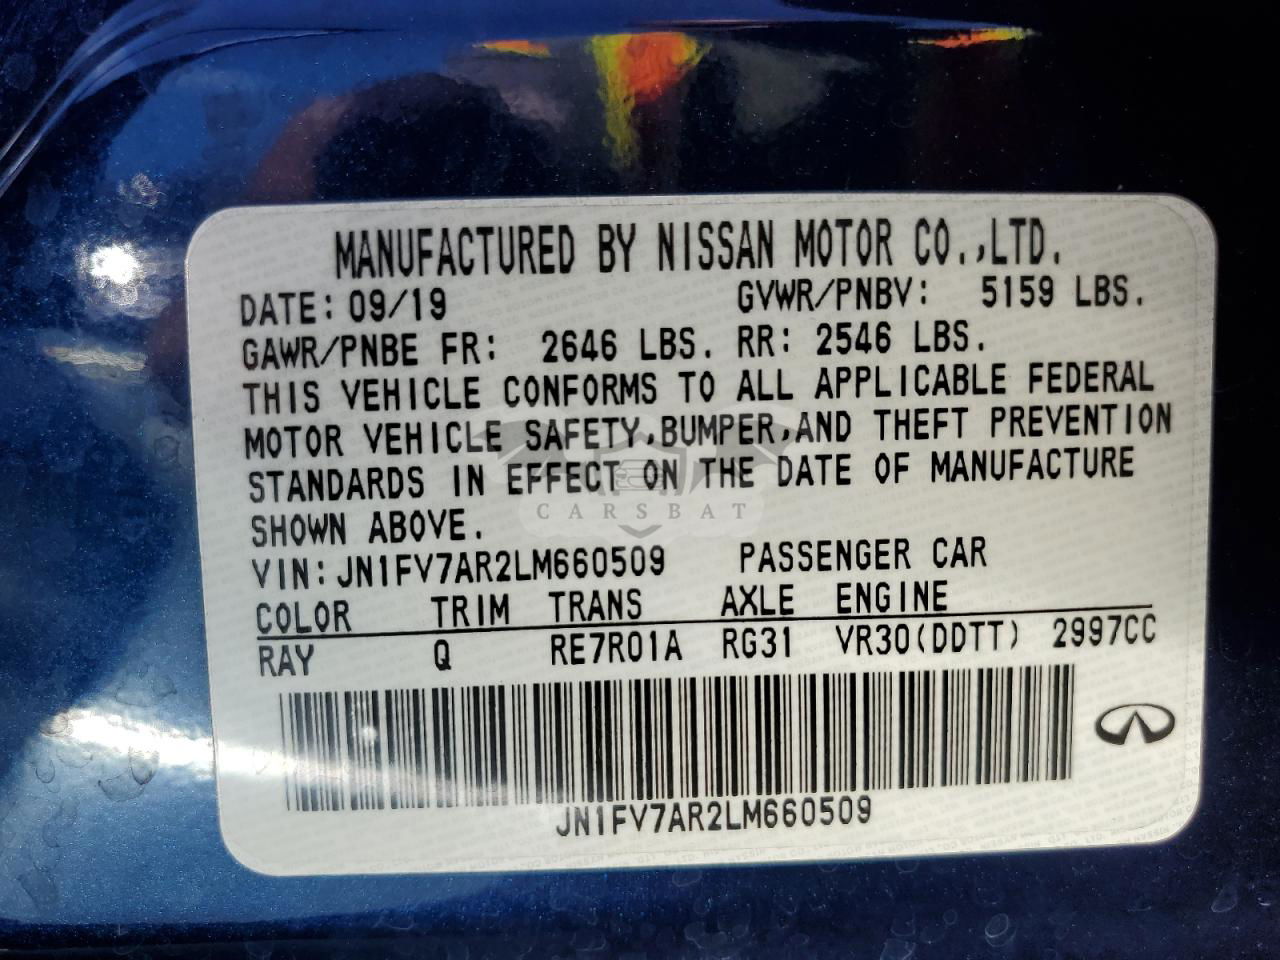 MANUFACTURED BY NISSAN MOTOR CO.,LTD.
DATE: 09/19 GVWR/PNBV: 5159 LBS.
GAWR/PNBE FR: 2646 LBS. RR: 2546 LBS.
THIS VEHICLE CONFORMS TO ALL APPLICABLE FEDERAL
MOTOR VEHICLE SAFETY,BUMPER,AND THEFT PREVENTION
STANDARDS IN EFFECT ON THE DATE OF MANUFACTURE
CARSBAT
SHOWN ABOVE.
VIN: JN1FV7AR2LM660509 PASSENGER CAR
COLOR TRIM TRANS AXLE ENGINE
RAY Q RE7R01A RG31 VR30(DDTT) 2997CC
JN1FV7AR2LM660509